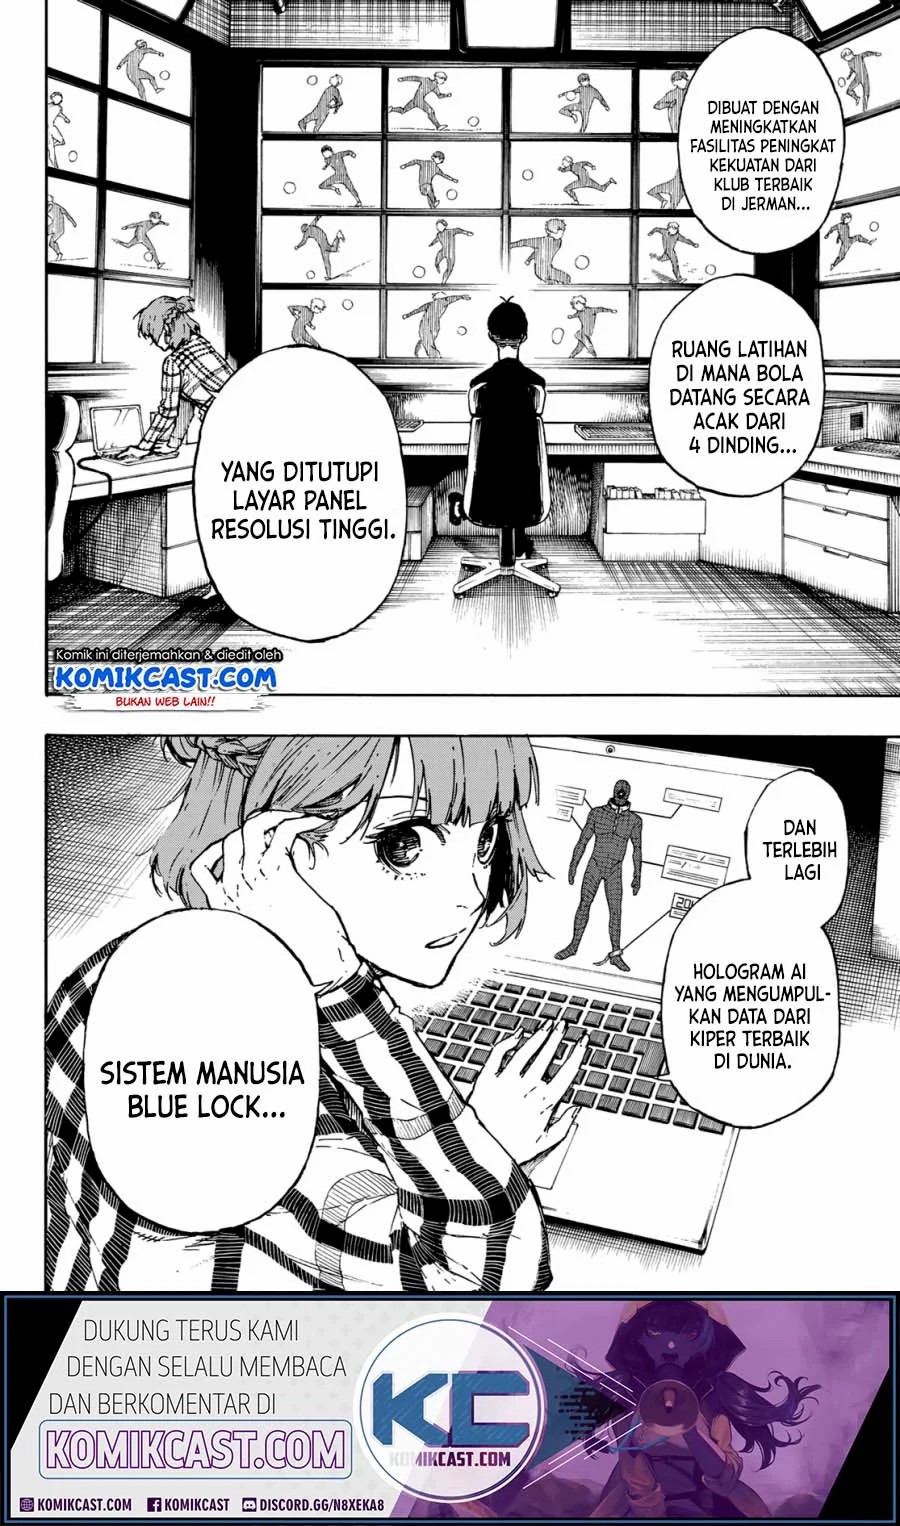 DIBUAT DENGAN
MENINGKATKAN
FASILITAS PENINGKAT
KEKUATAN DARI
KLUB TERBAIK
DI JERMAN...
RUANG LATIHAN
DI MANA BOLA
DATANG SECARA
ACAK DARI
4 DINDING...
YANG DITUTUPI
LAYAR PANEL
RESOLUSI TINGGI.
Komik ini diterjemahkan & diedit oleh
KOMIKCAST.COM
BUKAN WEB LAIN!!
DAN
TERLEBIH
LAGI
HOLOGRAM AI
YANG MENGUMPUL-
KAN DATA DARI
KIPER TERBAIK
DI DUNIA.
SISTEM MANUSIA
BLUE LOCK...
DUKUNG TERUS KAMI
DENGAN SELALU MEMBACA
DAN BERKOMENTAR DI
KOMIKCAST.COM
KC
KOMIKCAST.COM
KOMIKCAST.COM
KOMIKCAST
DISCORD.GG/N8XEKA8